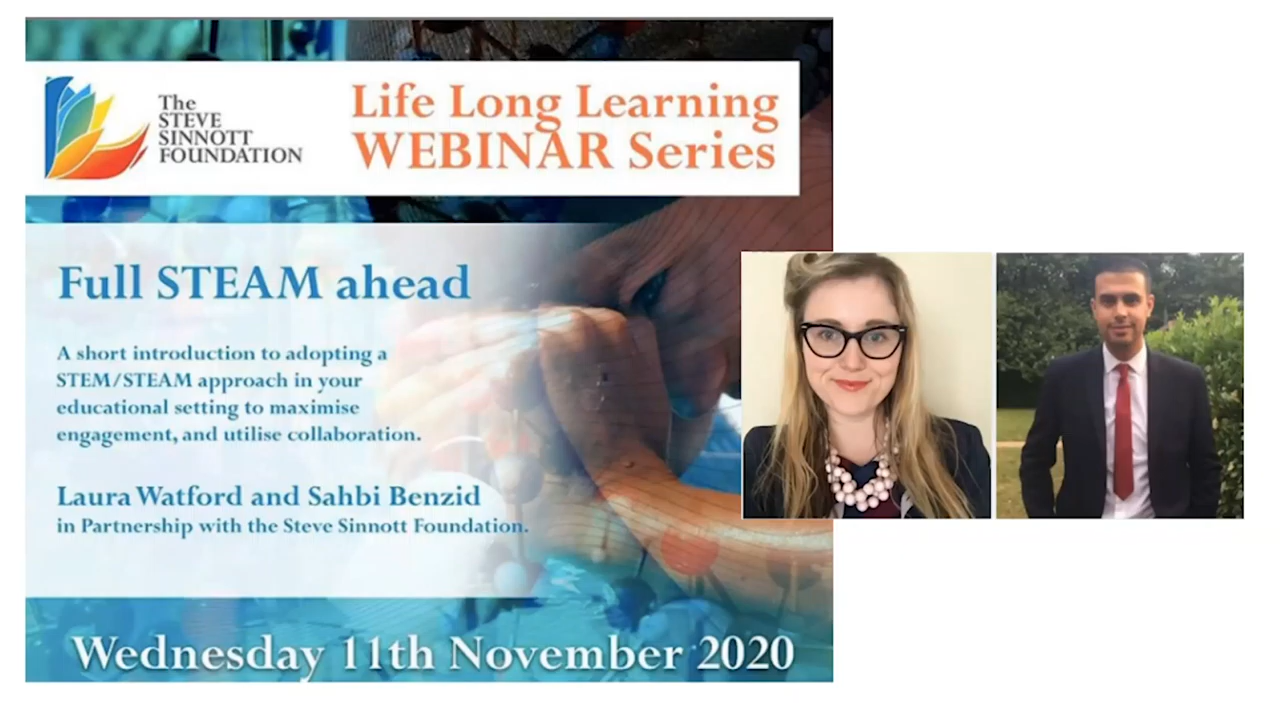 The
STEVE
SINNOTT
FOUNDATION
Life Long Learning
WEBINAR Series
Full STEAM ahead
A short introduction to adopting a
STEM/STEAM approach in your
educational setting to maximise
engagement, and utilise collaboration.
Laura Watford and Sahbi Benzid
in Partnership with the Steve Sinnott Foundation.
Wednesday 11th November 2020